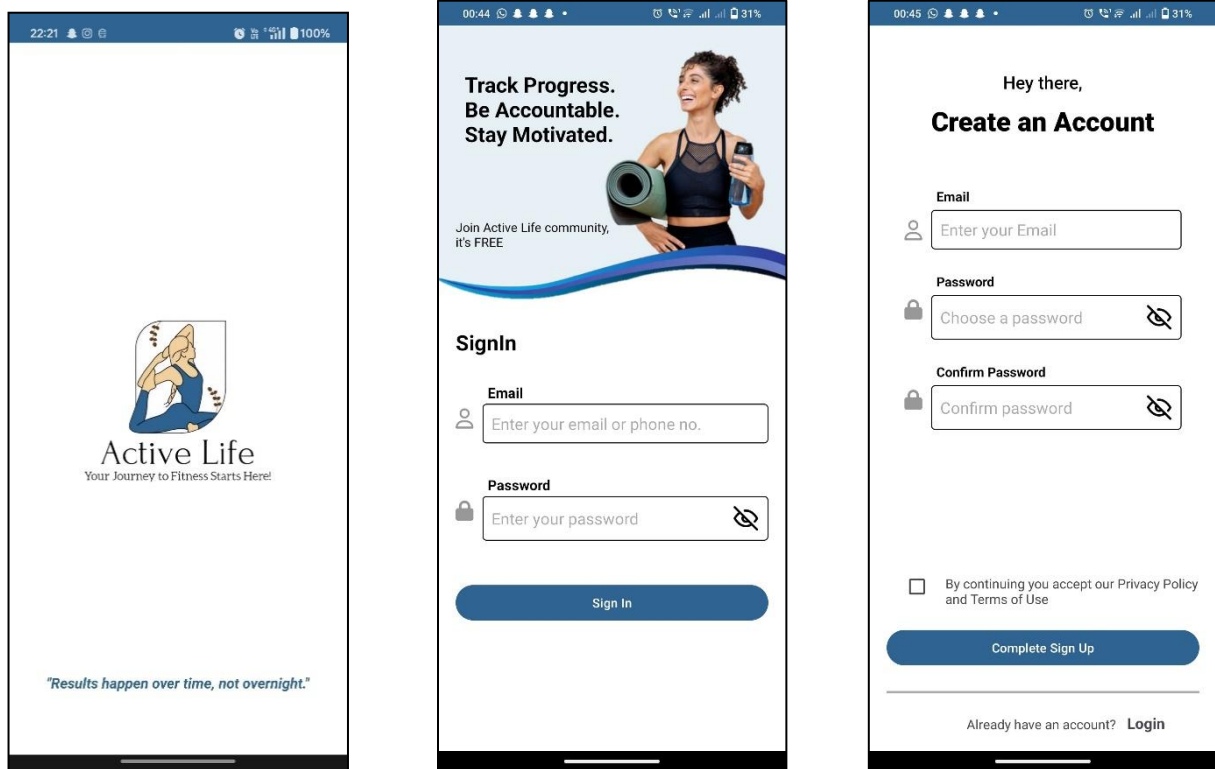 22:21
100%
Active Life
Your Journey to Fitness Starts Here!
"Results happen over time, not overnight."
00:44
31%
Track Progress.
Be Accountable.
Stay Motivated.
Join Active Life community,
it's FREE
SignIn
Email
Enter your email or phone no.
Password
Enter your password
Sign In
00:45
31%
Hey there,
Create an Account
Email
Enter your Email
Password
Choose a password
Confirm Password
Confirm password
By continuing you accept our Privacy Policy
and Terms of Use
Complete Sign Up
Already have an account? Login